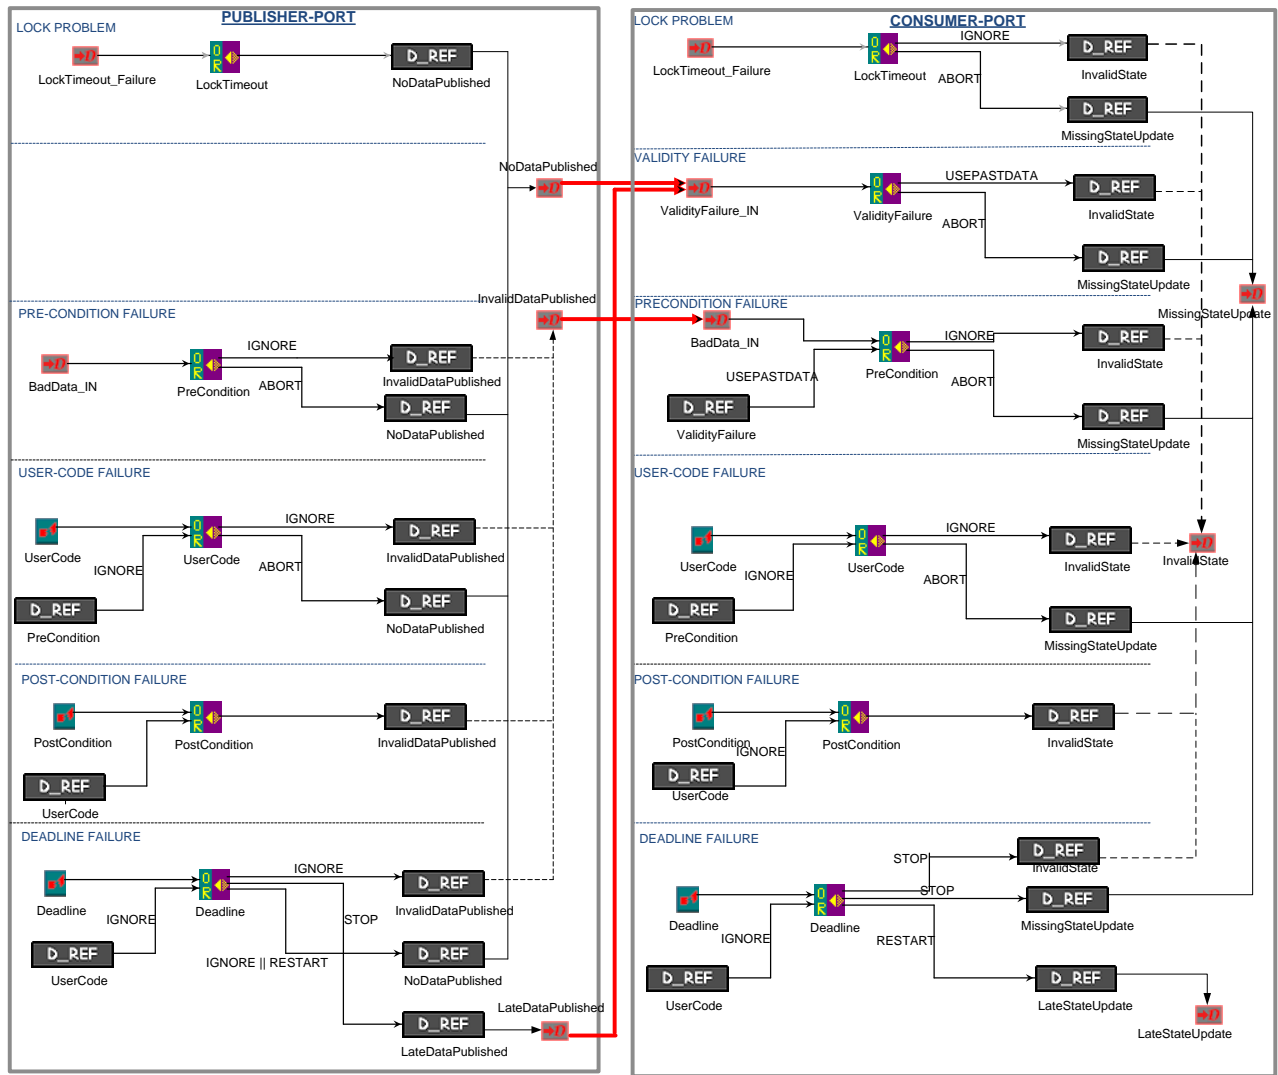 PUBLISHER-PORT
LOCK PROBLEM
D
LockTimeout_Failure
O
R
LockTimeout
D_REF
NoDataPublished
NoDataPublished
D
InvalidDataPublished
D
PRE-CONDITION FAILURE
D
BadData_IN
O
R
PreCondition
IGNORE
ABORT
D_REF
InvalidDataPublished
D_REF
NoDataPublished
USER-CODE FAILURE
UserCode
O
R
UserCode
IGNORE
IGNORE
ABORT
D_REF
InvalidDataPublished
D_REF
NoDataPublished
D_REF
PreCondition
POST-CONDITION FAILURE
PostCondition
O
R
PostCondition
D_REF
InvalidDataPublished
D_REF
UserCode
DEADLINE FAILURE
Deadline
O
R
Deadline
IGNORE
IGNORE
STOP
IGNORE || RESTART
D_REF
InvalidDataPublished
D_REF
UserCode
D_REF
NoDataPublished
D_REF
LateDataPublished
LateDataPublished
D
CONSUMER-PORT
LOCK PROBLEM
D
LockTimeout_Failure
O
R
LockTimeout
IGNORE
ABORT
D_REF
InvalidState
D_REF
MissingStateUpdate
VALIDITY FAILURE
D
ValidityFailure_IN
O
R
ValidityFailure
USEPASTDATA
ABORT
D_REF
InvalidState
D_REF
MissingStateUpdate
D
MissingStateUpdate
PRECONDITION FAILURE
D
BadData_IN
O
R
PreCondition
IGNORE
USEPASTDATA
ABORT
D_REF
InvalidState
D_REF
ValidityFailure
D_REF
MissingStateUpdate
USER-CODE FAILURE
UserCode
O
R
UserCode
IGNORE
IGNORE
ABORT
D_REF
InvalidState
D
InvalidState
D_REF
PreCondition
D_REF
MissingStateUpdate
POST-CONDITION FAILURE
PostCondition
O
R
PostCondition
IGNORE
D_REF
InvalidState
D_REF
UserCode
DEADLINE FAILURE
Deadline
O
R
Deadline
STOP
STOP
IGNORE
RESTART
D_REF
InvalidState
D_REF
MissingStateUpdate
D_REF
UserCode
D_REF
LateStateUpdate
D
LateStateUpdate